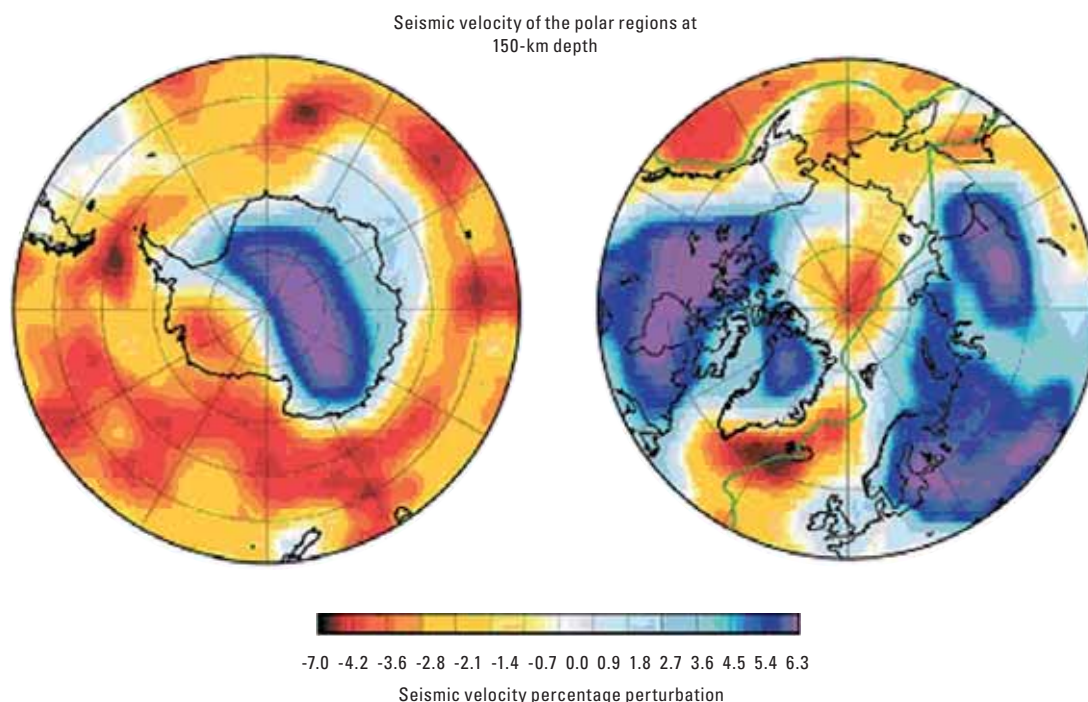 Seismic velocity of the polar regions at
150-km depth
-7.0 -4.2 -3.6 -2.8 -2.1 -1.4 -0.7 0.0 0.9 1.8 2.7 3.6 4.5 5.4 6.3
Seismic velocity percentage perturbation